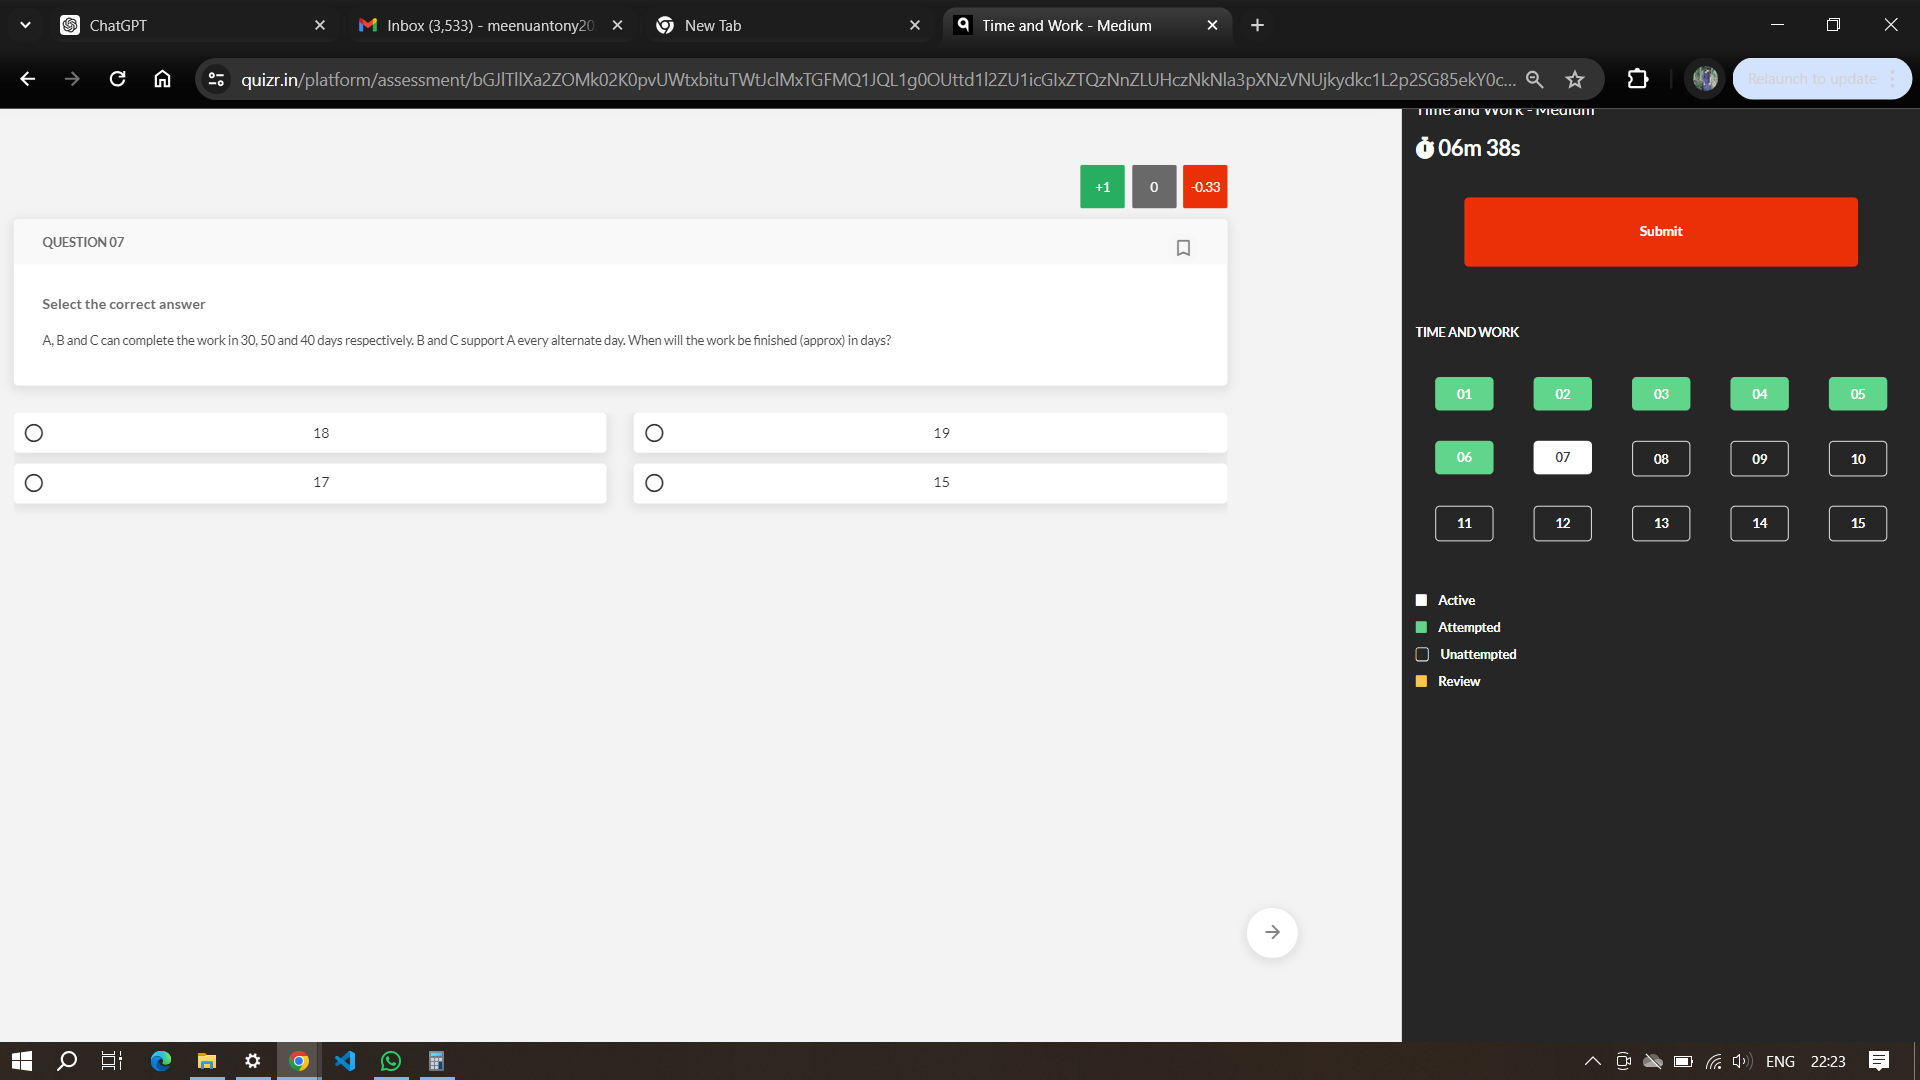 ChatGPT
Inbox (3,533) - meenuantony20
New Tab
Time and Work - Medium
quizr.in/platform/assessment/bGJlTllXa2ZOMk02K0pvUWtxbituTWtJclMxTGFMQ1JQL1g0OUttd1l2ZU1icGIxZTQzNnZLUHczNkNla3pXNzVNUjkydkc1L2p2SG85ekY0c...
Relaunch to update
Time and Work - Medium
06m 38s
+1
0
-0.33
Submit
QUESTION 07
Select the correct answer
A, B and C can complete the work in 30, 50 and 40 days respectively. B and C support A every alternate day. When will the work be finished (approx) in days?
18
19
17
15
TIME AND WORK
01
02
03
04
05
06
07
08
09
10
11
12
13
14
15
Active
Attempted
Unattempted
Review
ENG
22:23